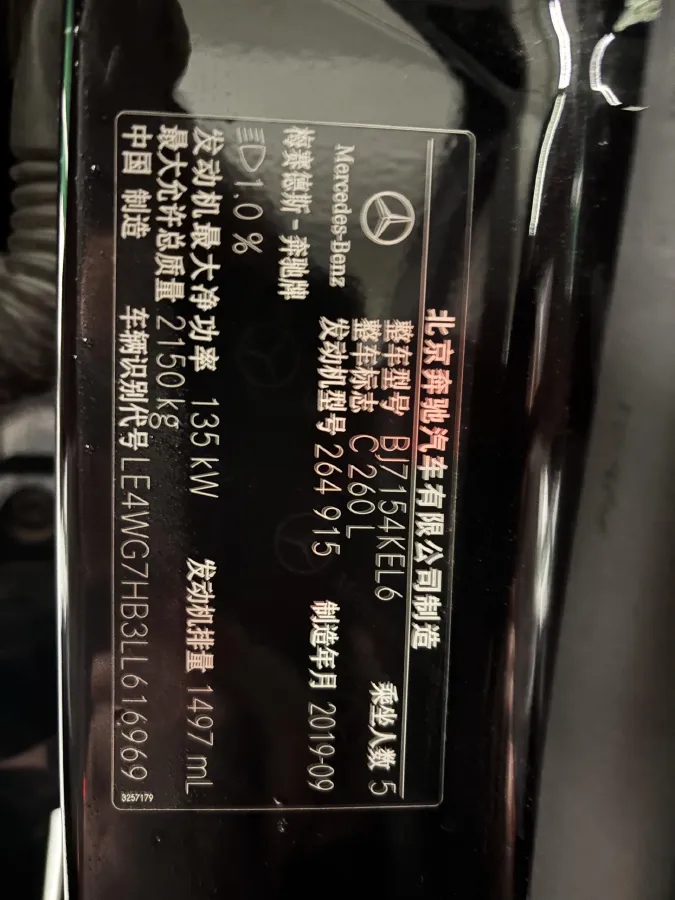 北京奔驰汽车有限公司制造
Mercedes-Benz
梅赛德斯-奔驰牌
整车型号 BJ7154KEL6 乘坐人数 5
整车标志 C 260 L
发动机型号 264 915 制造年月 2019-09
1,0 %
发动机最大净功率 135 kW 发动机排量 1497 mL
最大允许总质量 2150 kg
中国 制造 车辆识别代号 LE4WG7HB3LL616969
3257179